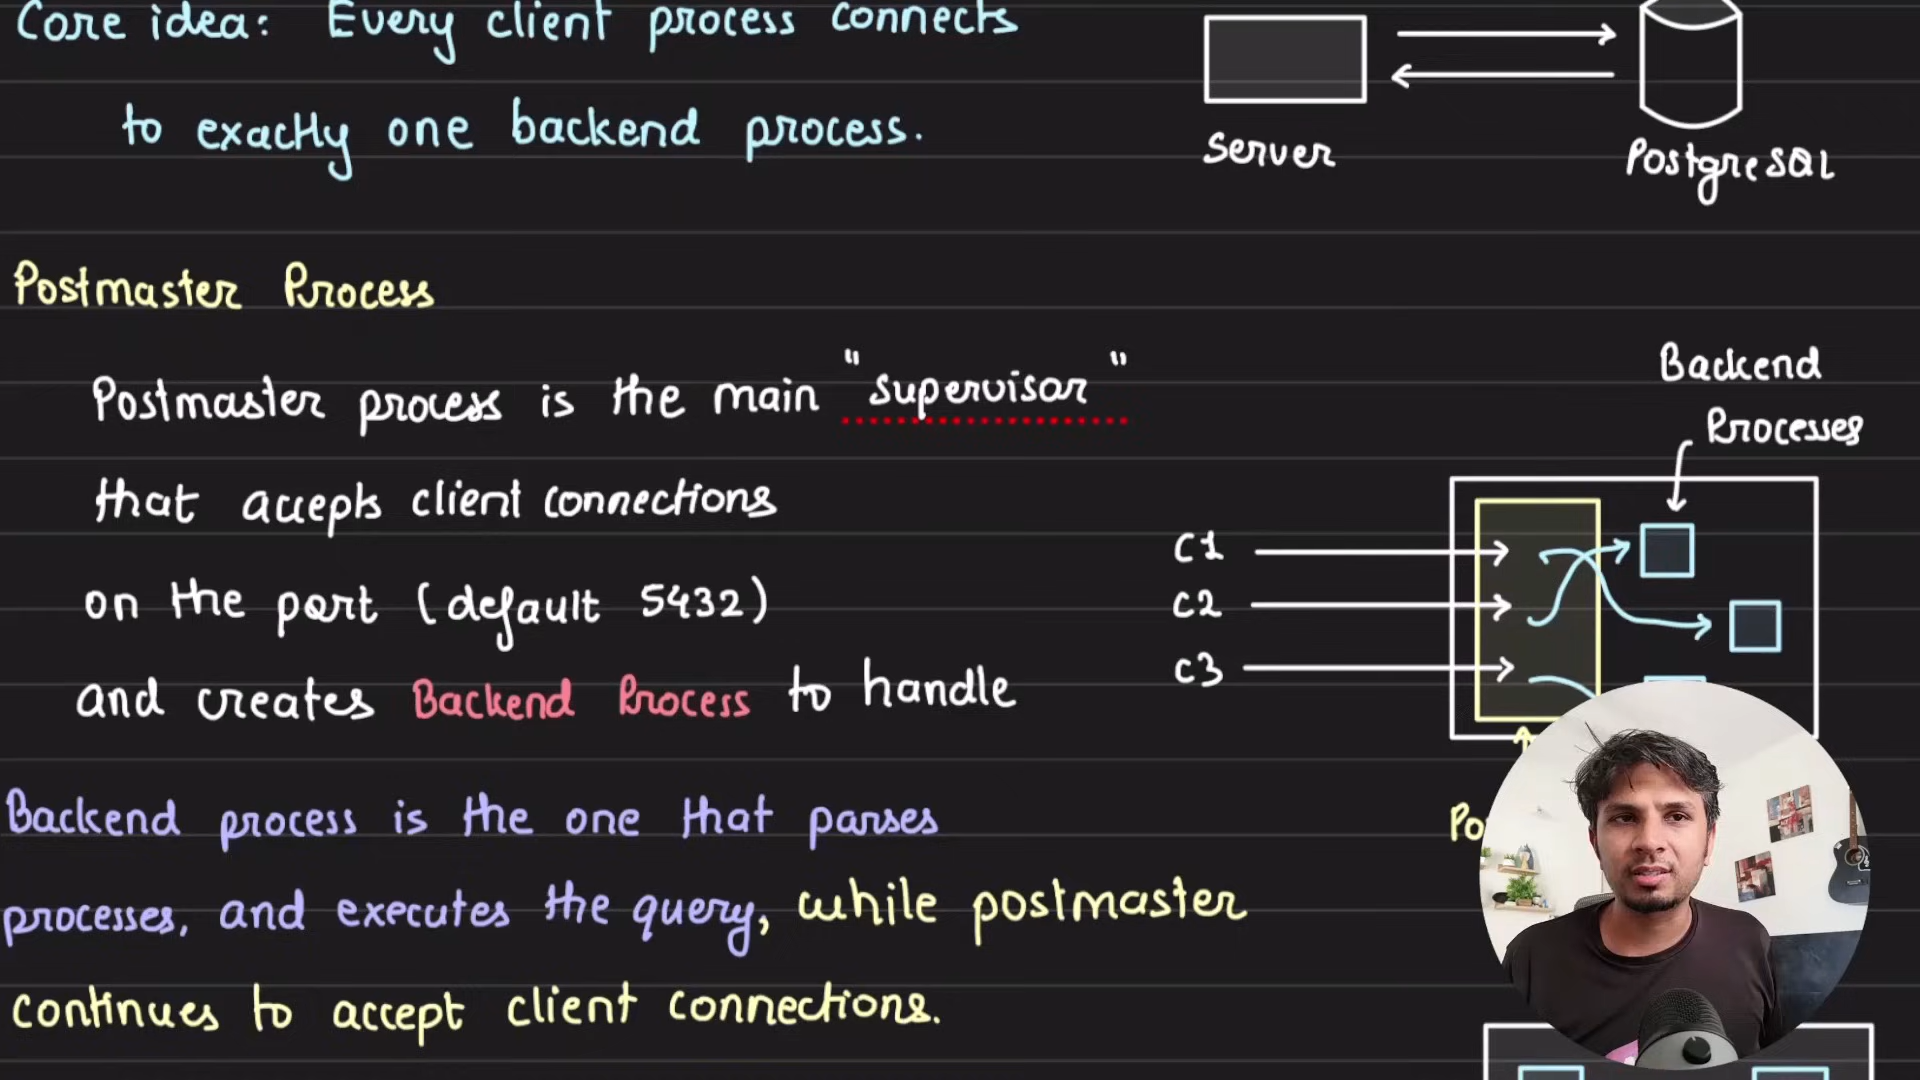 Core idea: Every client process connects
to exactly one backend process.
Server
PostgreSQL
Postmaster Process
Postmaster process is the main "supervisor"
that accepts client connections
on the port (default 5432)
and creates Backend Process to handle
Backend
Processes
C1
C2
C3
Backend process is the one that parses
processes, and executes the query, while postmaster
continues to accept client connections.
Po